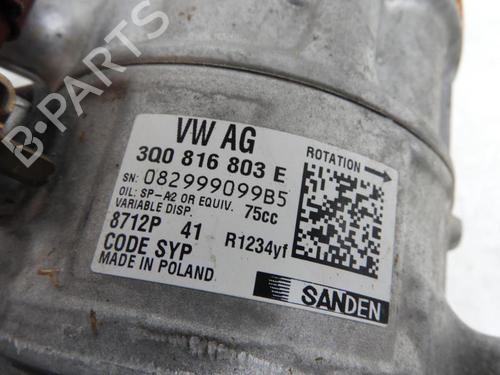 B-PARTS
VW AG
3Q0 816 803 E
ROTATION
SN: 082999099B5
OIL: SP-A2 OR EQUIV. 75cc
VARIABLE DISP.
8712P 41 R1234yf
CODE SYP
MADE IN POLAND
SANDEN